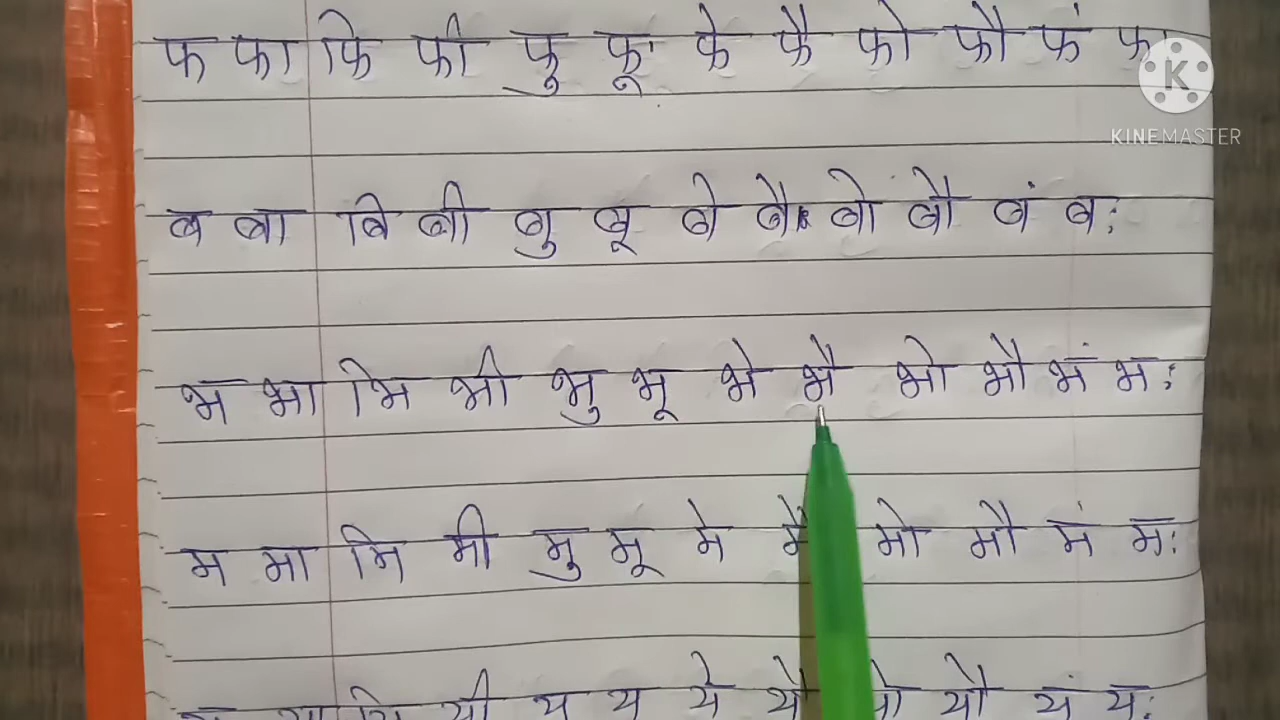 फ फा फि फी फु फू फे फै फो फौ फं
K
KINEMASTER
ब बा बि बी बु बू बे बै बो बौ बं बः
भ भा भि भी भु भू भे भै भो भौ भं भः
म मा मि मी मु मू मे मै मो मौ मं मः
यी य य ये यौ यं यः